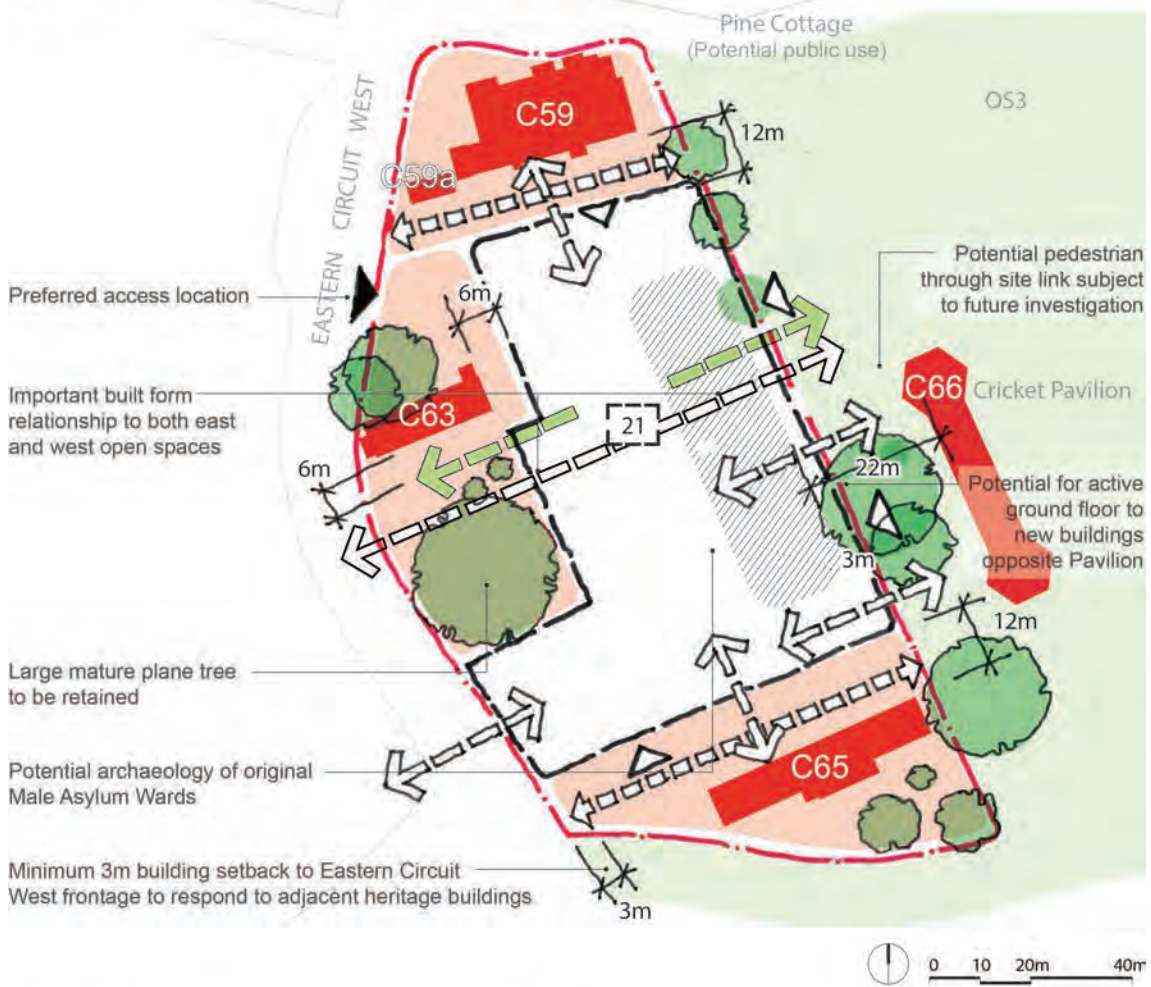 Pine Cottage
(Potential public use)
OS3
EASTERN CIRCUIT WEST
C59
12m
C59a
Preferred access location
6m
Potential pedestrian
through site link subject
to future investigation
Important built form
relationship to both east
and west open spaces
C63
21
C66
Cricket Pavilion
6m
22m
Potential for active
ground floor to
new buildings
opposite Pavilion
3m
12m
Large mature plane tree
to be retained
Potential archaeology of original
Male Asylum Wards
C65
Minimum 3m building setback to Eastern Circuit
West frontage to respond to adjacent heritage buildings
3m
0 10 20m 40m